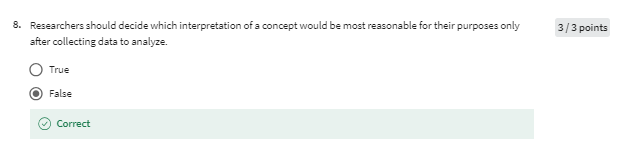 8. Researchers should decide which interpretation of a concept would be most reasonable for their purposes only
after collecting data to analyze.
3 / 3 points
True
False
Correct